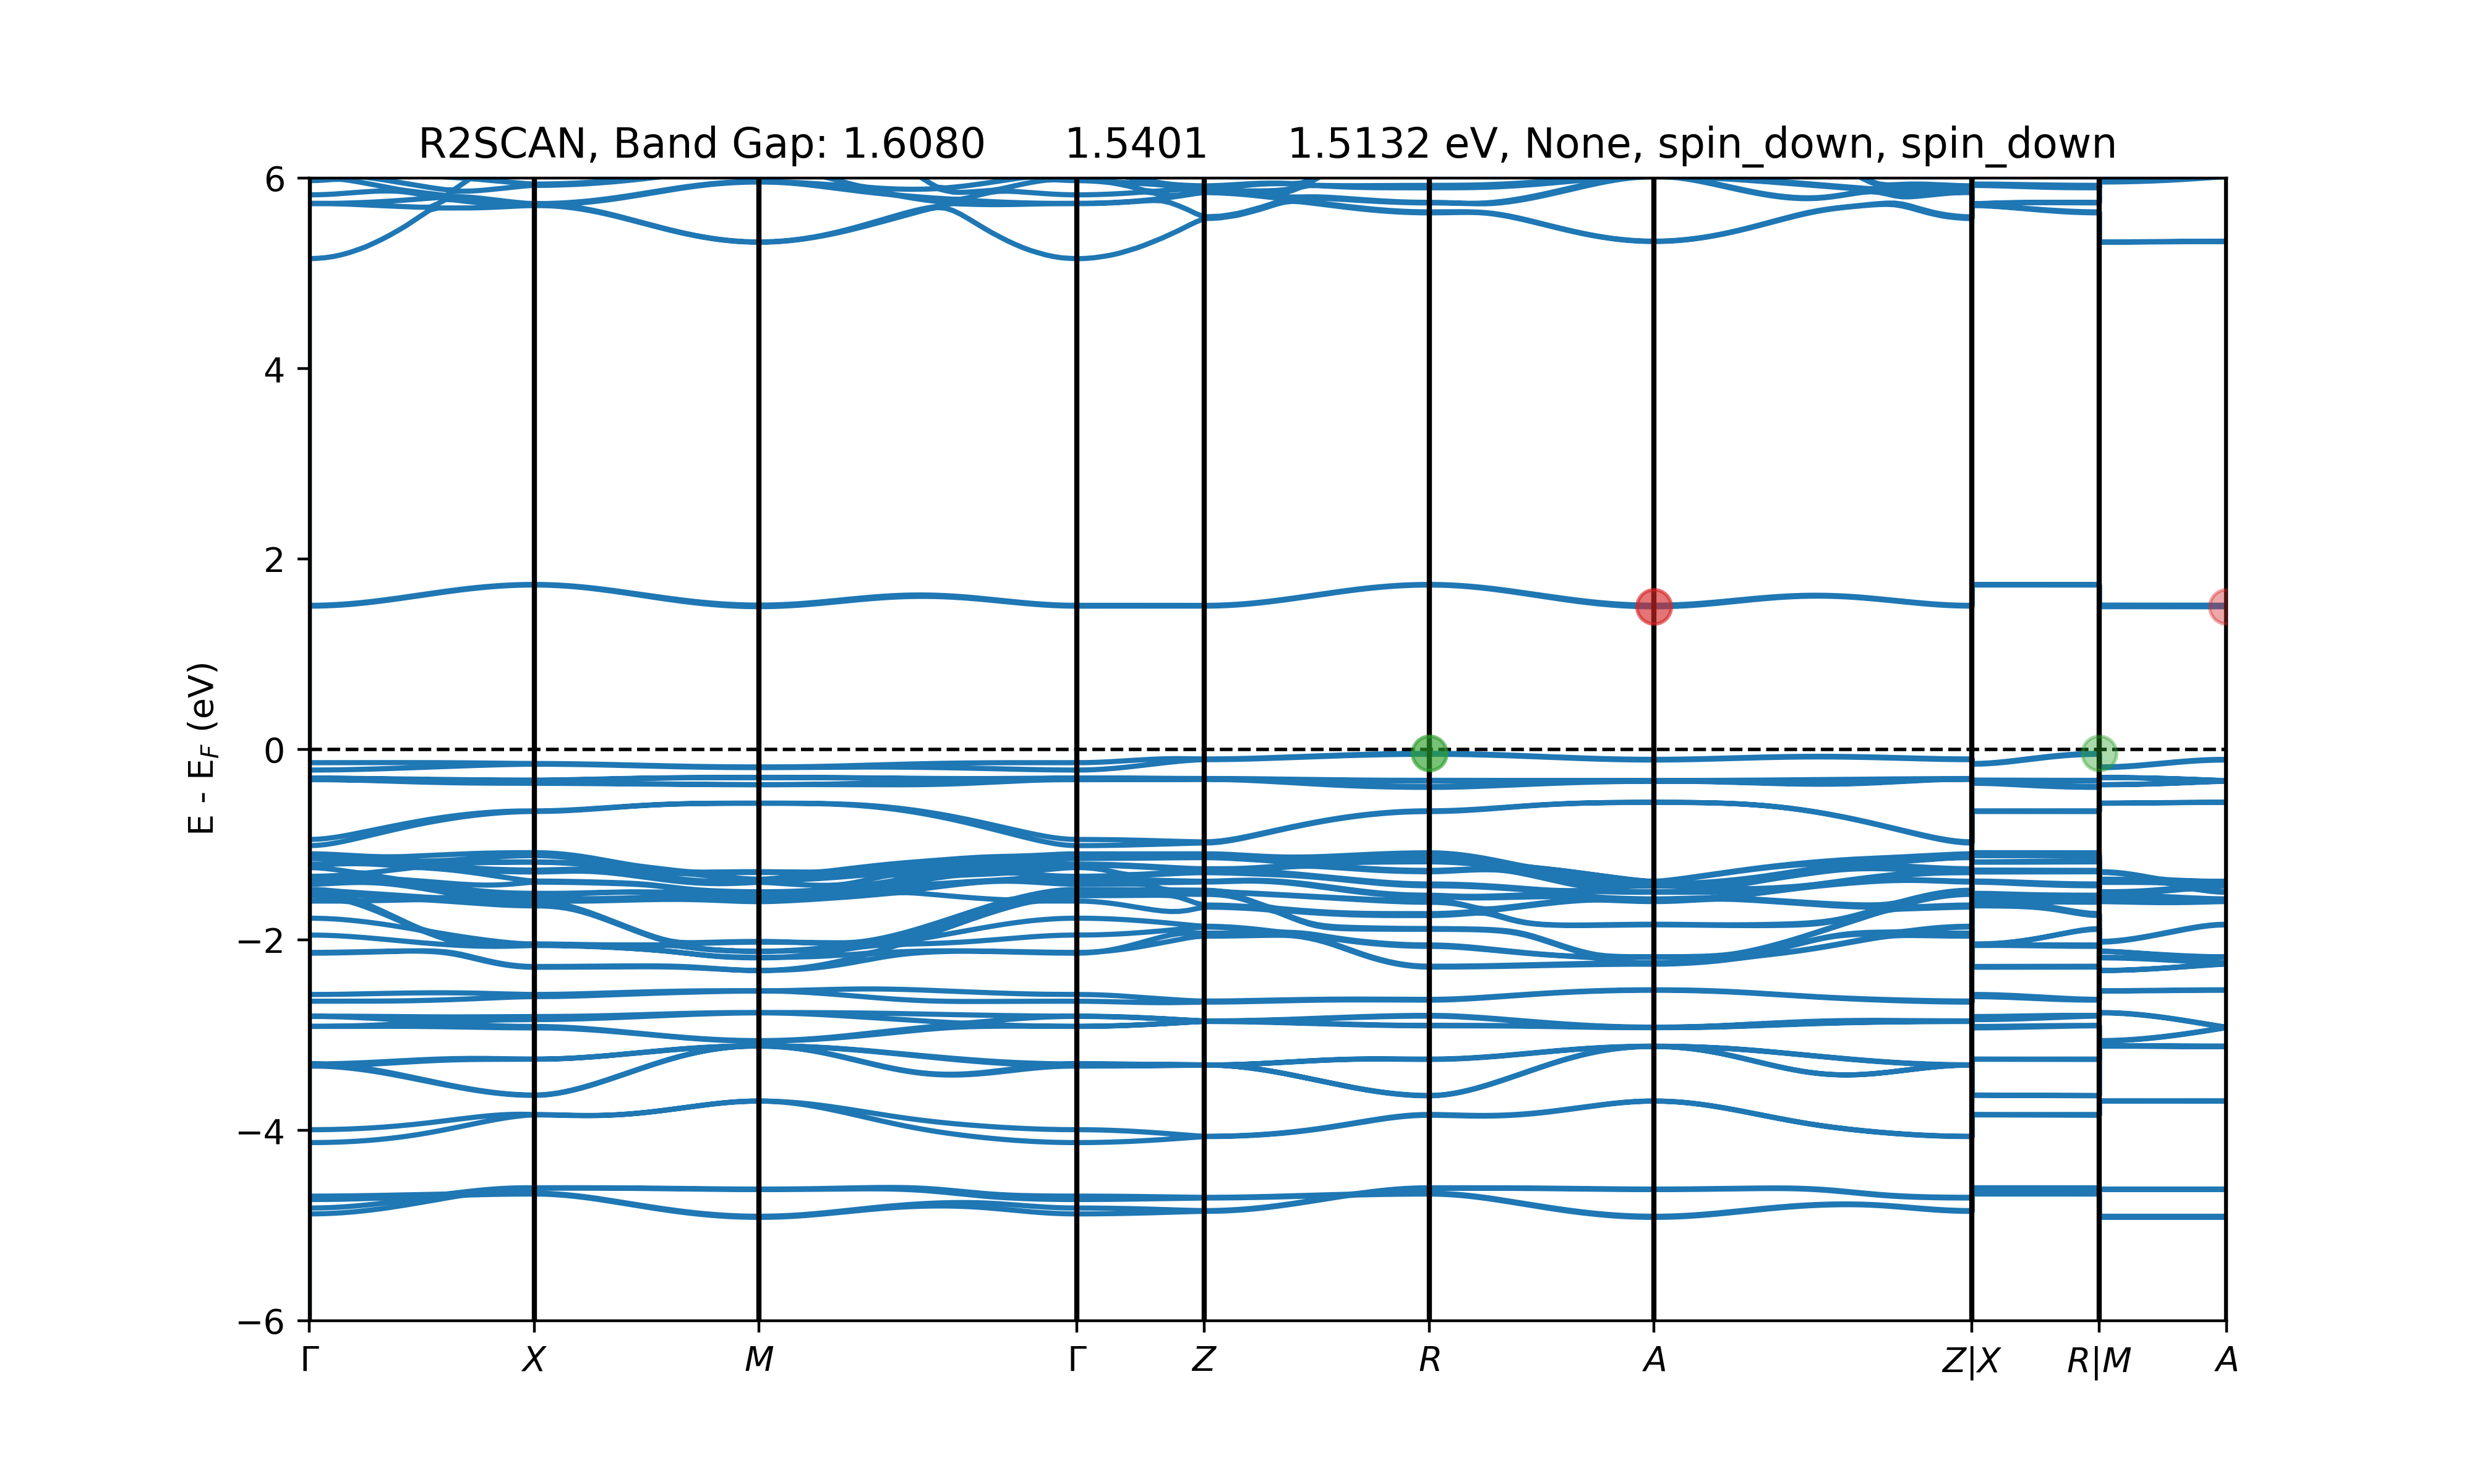 R2SCAN, Band Gap: 1.6080 1.5401 1.5132 eV, None, spin_down, spin_down
6
4
2
0
−2
−4
−6
E - E_F (eV)
Γ X M Γ Z R A Z|X R|M A